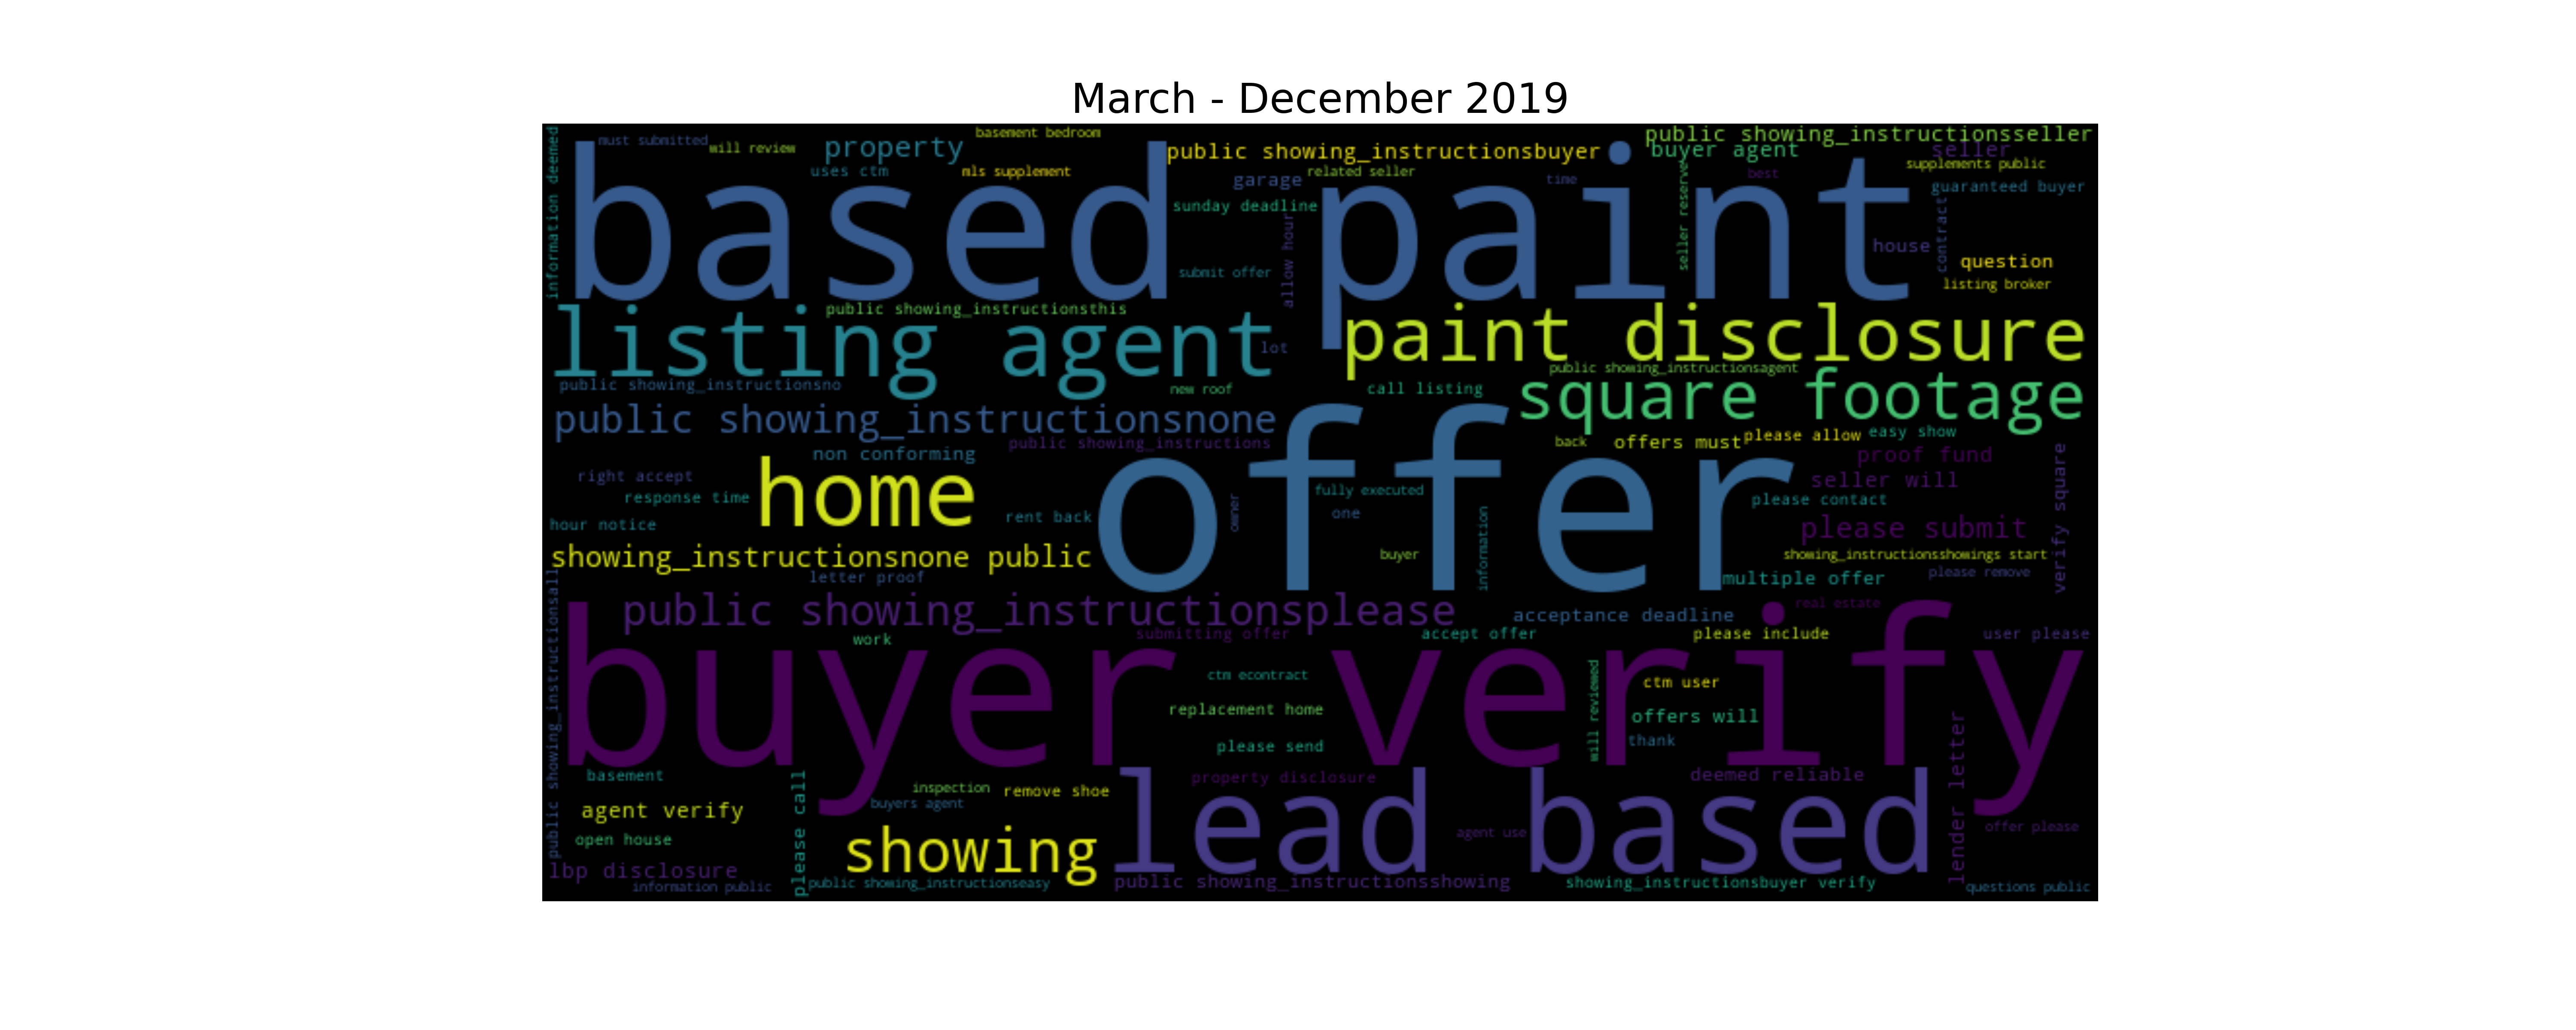 March - December 2019
information deemed
must submitted
will review
basement bedroom
property
uses ctm
mls supplement
public showing_instructionsbuyer
public showing_instructionsseller
buyer agent
seller
supplements public
related seller
garage
time
best
guaranteed buyer
based paint
sunday deadline
allow hour
seller reserve
contract
house
question
submit offer
listing broker
public showing_instructionsthis
listing agent
lot
paint disclosure
public showing_instructionsagent
public showing_instructionsno
new roof
call listing
square footage
public showing_instructionsnone
public showing_instructions
back
offers must
please allow
easy show
non conforming
proof fund
right accept
response time
home
offer
seller will
fully executed
please contact
verify square
hour notice
rent back
owner
one
information
please submit
showing_instructionsnone public
buyer
showing_instructionsshowings start
letter proof
multiple offer
please remove
public showing_instructionsall
public showing_instructionsplease
acceptance deadline
real estate
work
submitting offer
accept offer
please include
user please
buyer verify
ctm econtract
will reviewed
ctm user
replacement home
offers will
please send
thank
lender letter
basement
please call
property disclosure
deemed reliable
inspection
remove shoe
buyers agent
agent verify
lead based
open house
showing
agent use
offer please
lbp disclosure
information public
public showing_instructionseasy
public showing_instructionsshowing
showing_instructionsbuyer verify
questions public